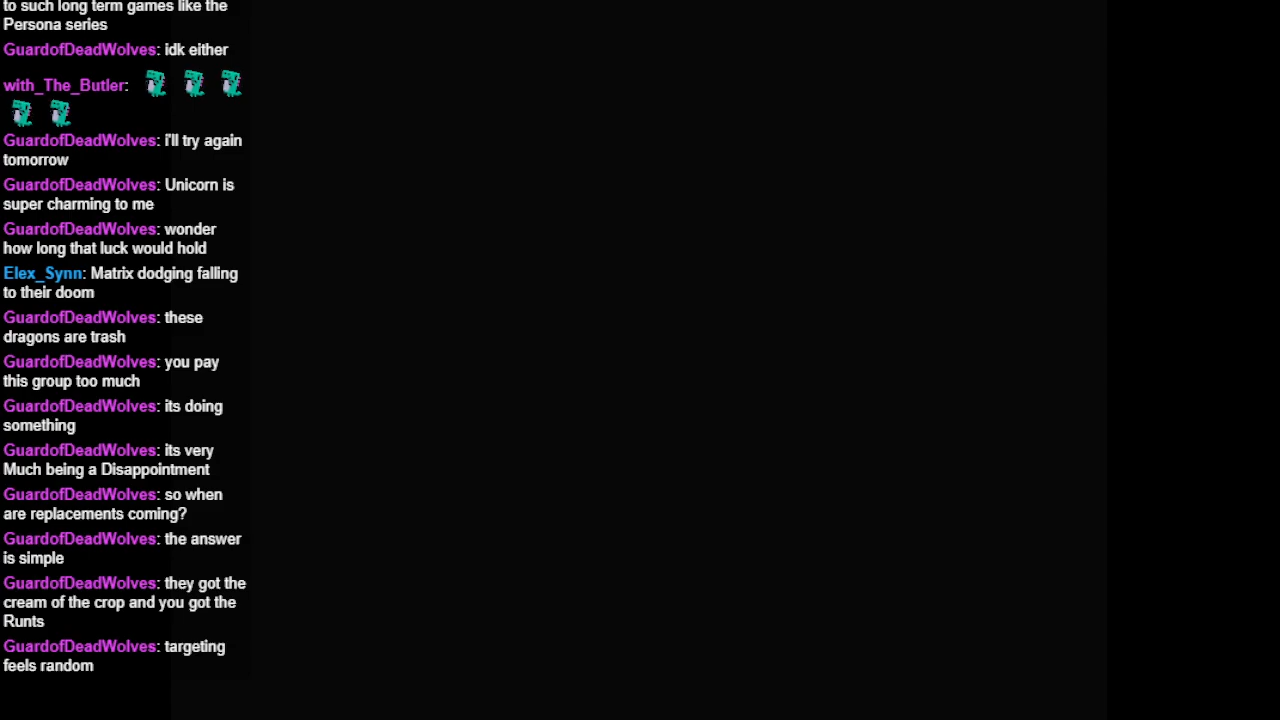 to such long term games like the
Persona series
GuardofDeadWolves: idk either
with_The_Butler:
GuardofDeadWolves: i'll try again
tomorrow
GuardofDeadWolves: Unicorn is
super charming to me
GuardofDeadWolves: wonder
how long that luck would hold
Elex_Synn: Matrix dodging falling
to their doom
GuardofDeadWolves: these
dragons are trash
GuardofDeadWolves: you pay
this group too much
GuardofDeadWolves: its doing
something
GuardofDeadWolves: its very
Much being a Disappointment
GuardofDeadWolves: so when
are replacements coming?
GuardofDeadWolves: the answer
is simple
GuardofDeadWolves: they got the
cream of the crop and you got the
Runts
GuardofDeadWolves: targeting
feels random